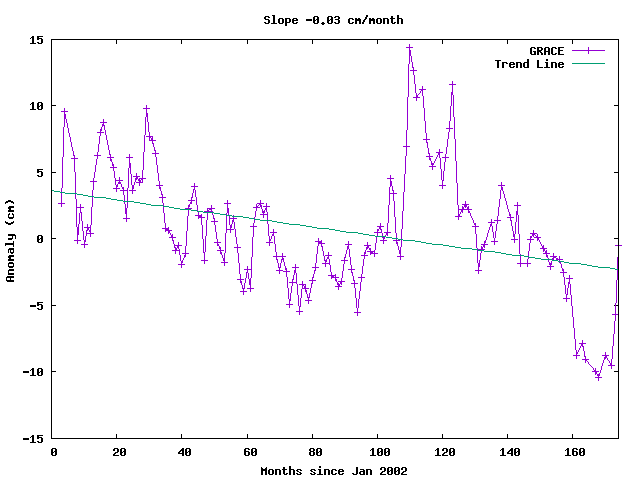 Slope -0.03 cm/month
GRACE
Trend Line
15
10
5
0
-5
-10
-15
Anomaly (cm)
0 20 40 60 80 100 120 140 160
Months since Jan 2002